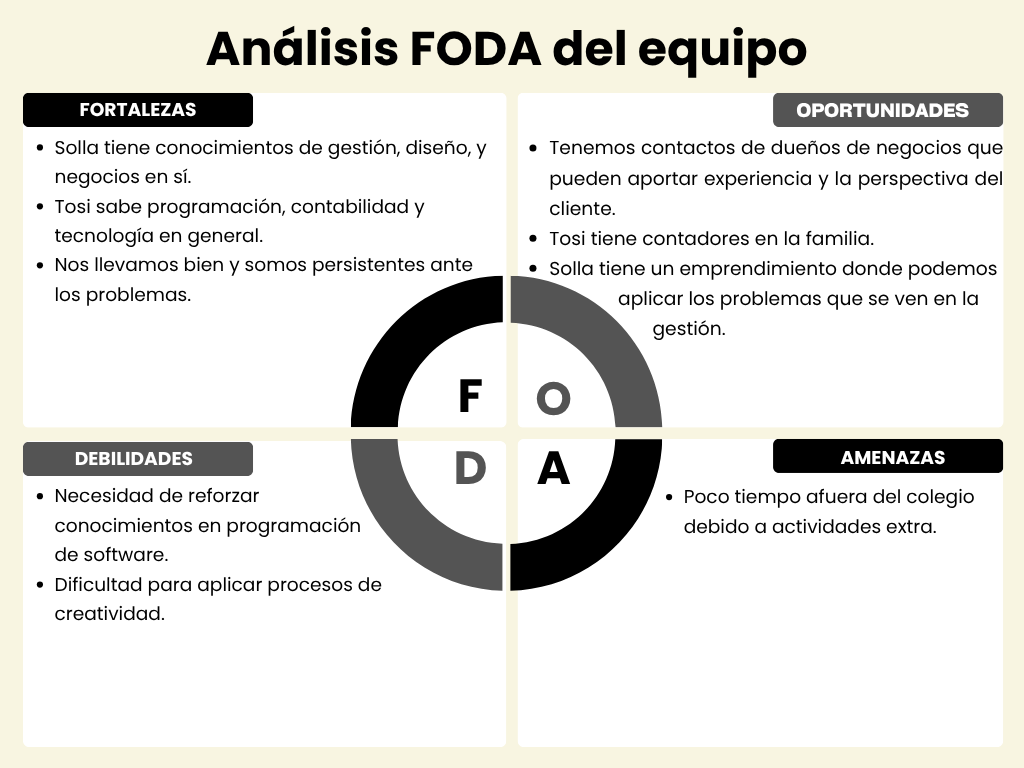 Análisis FODA del equipo
FORTALEZAS
• Solla tiene conocimientos de gestión, diseño, y
negocios en sí.
• Tosi sabe programación, contabilidad y
tecnología en general.
• Nos llevamos bien y somos persistentes ante
los problemas.
OPORTUNIDADES
• Tenemos contactos de dueños de negocios que
pueden aportar experiencia y la perspectiva del
cliente.
• Tosi tiene contadores en la familia.
• Solla tiene un emprendimiento donde podemos
aplicar los problemas que se ven en la
gestión.
F
O
D
A
DEBILIDADES
• Necesidad de reforzar
conocimientos en programación
de software.
• Dificultad para aplicar procesos de
creatividad.
AMENAZAS
• Poco tiempo afuera del colegio
debido a actividades extra.